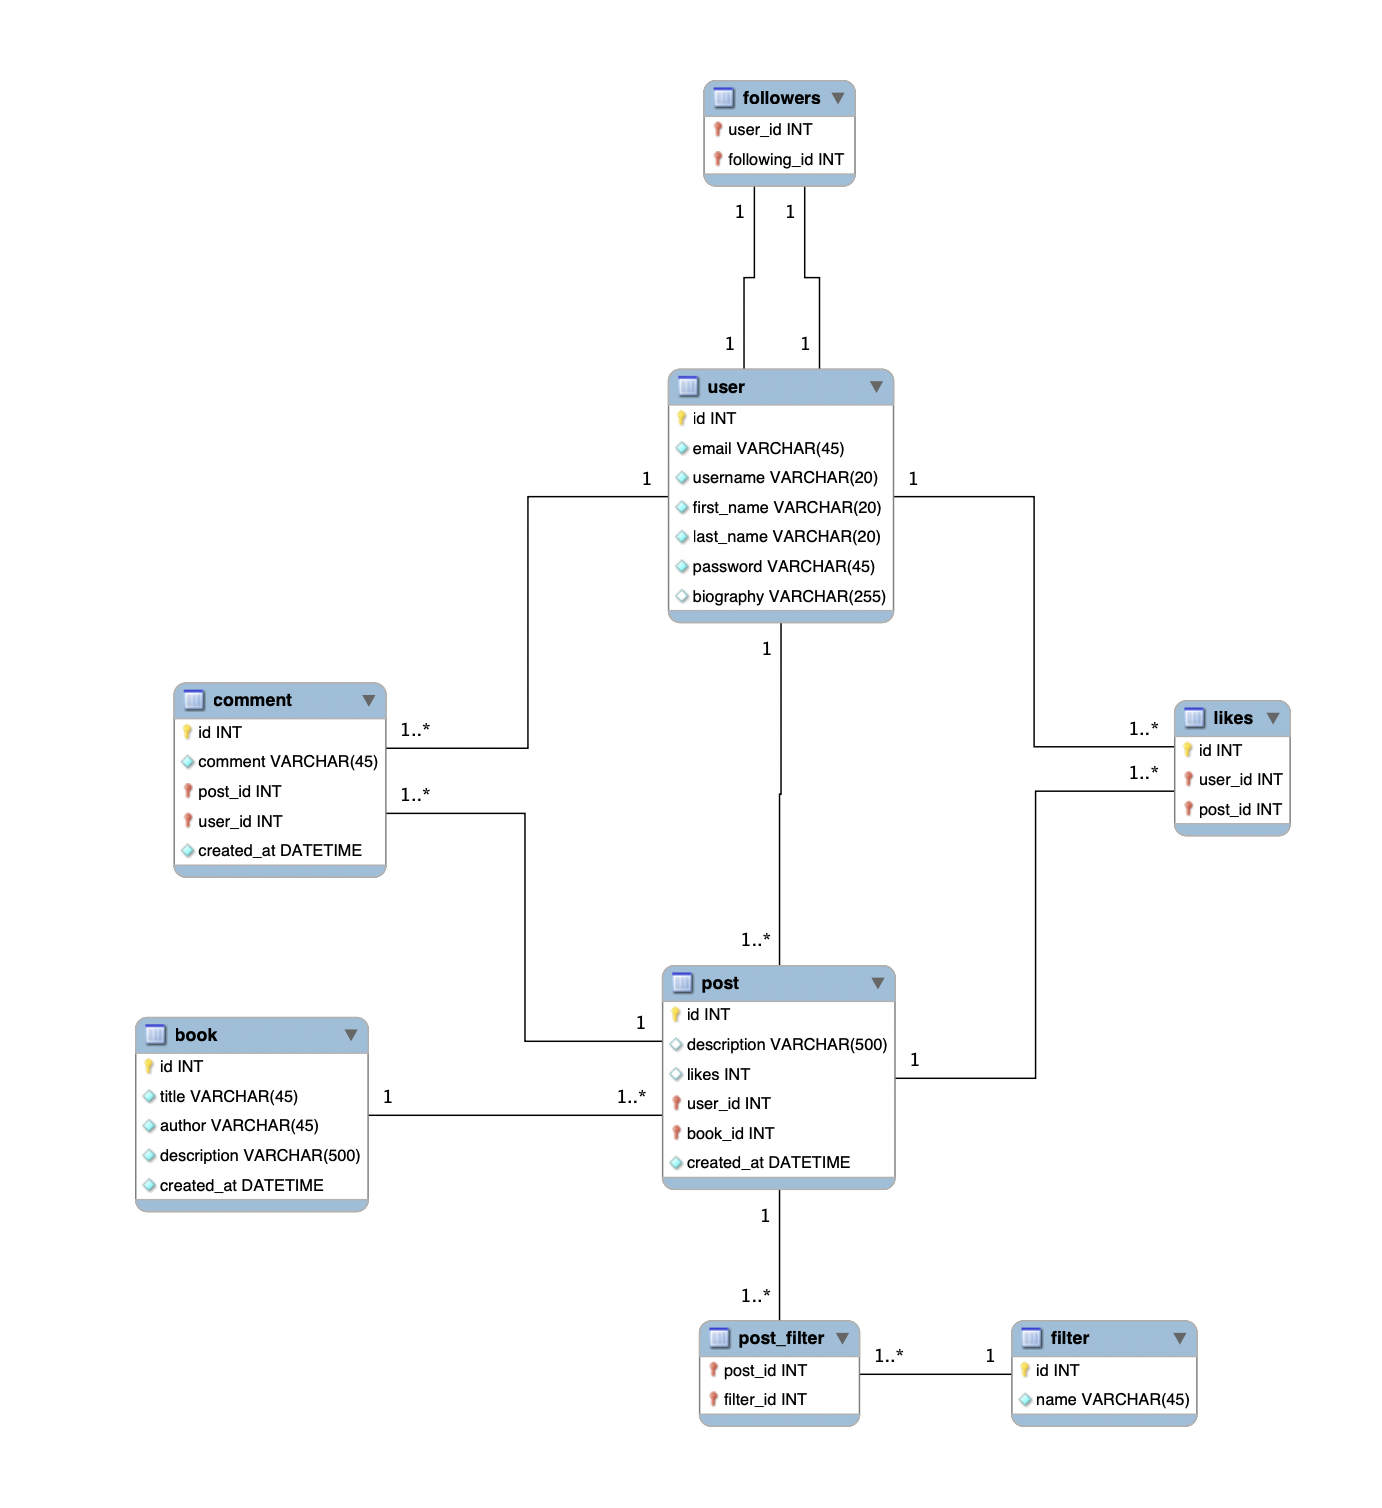 followers
user_id INT
following_id INT
1 1
1 1
user
id INT
email VARCHAR(45)
username VARCHAR(20)
first_name VARCHAR(20)
last_name VARCHAR(20)
password VARCHAR(45)
biography VARCHAR(255)
1
1
1
comment
id INT
comment VARCHAR(45)
post_id INT
user_id INT
created_at DATETIME
1..*
1..*
likes
id INT
user_id INT
post_id INT
1..*
1..*
1..*
post
id INT
description VARCHAR(500)
likes INT
user_id INT
book_id INT
created_at DATETIME
1
1
book
id INT
title VARCHAR(45)
author VARCHAR(45)
description VARCHAR(500)
created_at DATETIME
1 1..*
1
1..*
post_filter
post_id INT
filter_id INT
1..* 1
filter
id INT
name VARCHAR(45)